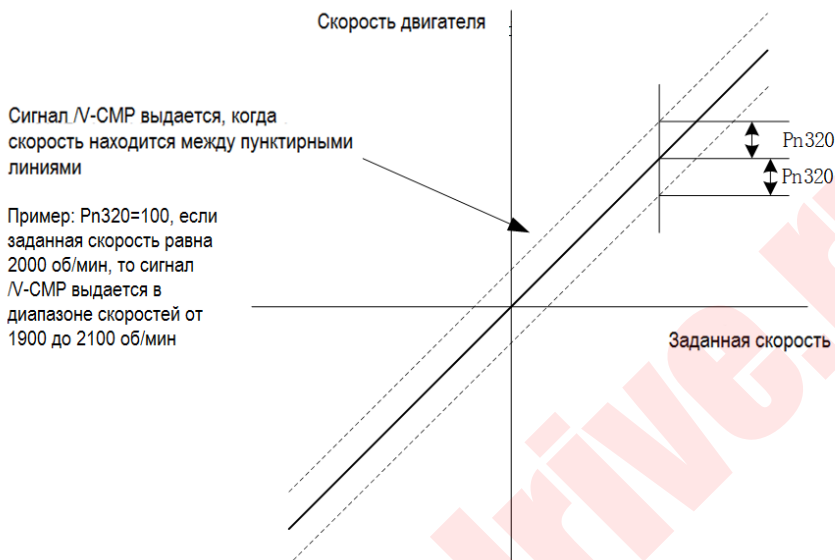 Скорость двигателя
Сигнал /V-CMP выдается, когда
скорость находится между пунктирными
линиями
Pn320
Pn320
Пример: Pn320=100, если
заданная скорость равна
2000 об/мин, то сигнал
/V-CMP выдается в
диапазоне скоростей от
1900 до 2100 об/мин
Заданная скорость
drive.r